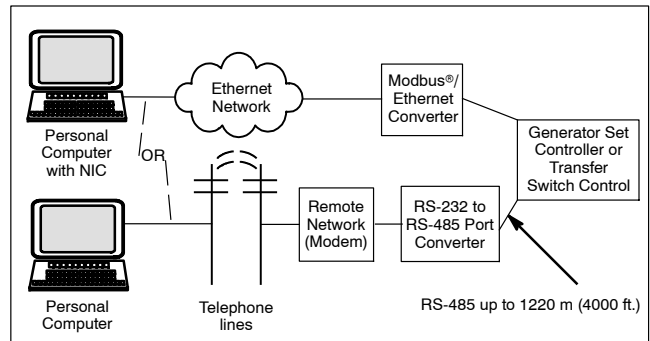 Personal
Computer
with NIC
OR
Ethernet
Network
Modbus®/
Ethernet
Converter
Generator Set
Controller or
Transfer
Switch Control
Personal
Computer
Telephone
lines
Remote
Network
(Modem)
RS-232 to
RS-485 Port
Converter
RS-485 up to 1220 m (4000 ft.)